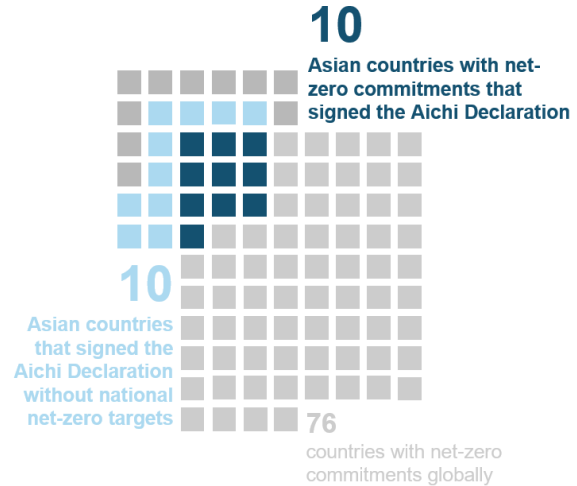 10
Asian countries with net-
zero commitments that
signed the Aichi Declaration
10
Asian countries
that signed the
Aichi Declaration
without national
net-zero targets
76
countries with net-zero
commitments globally